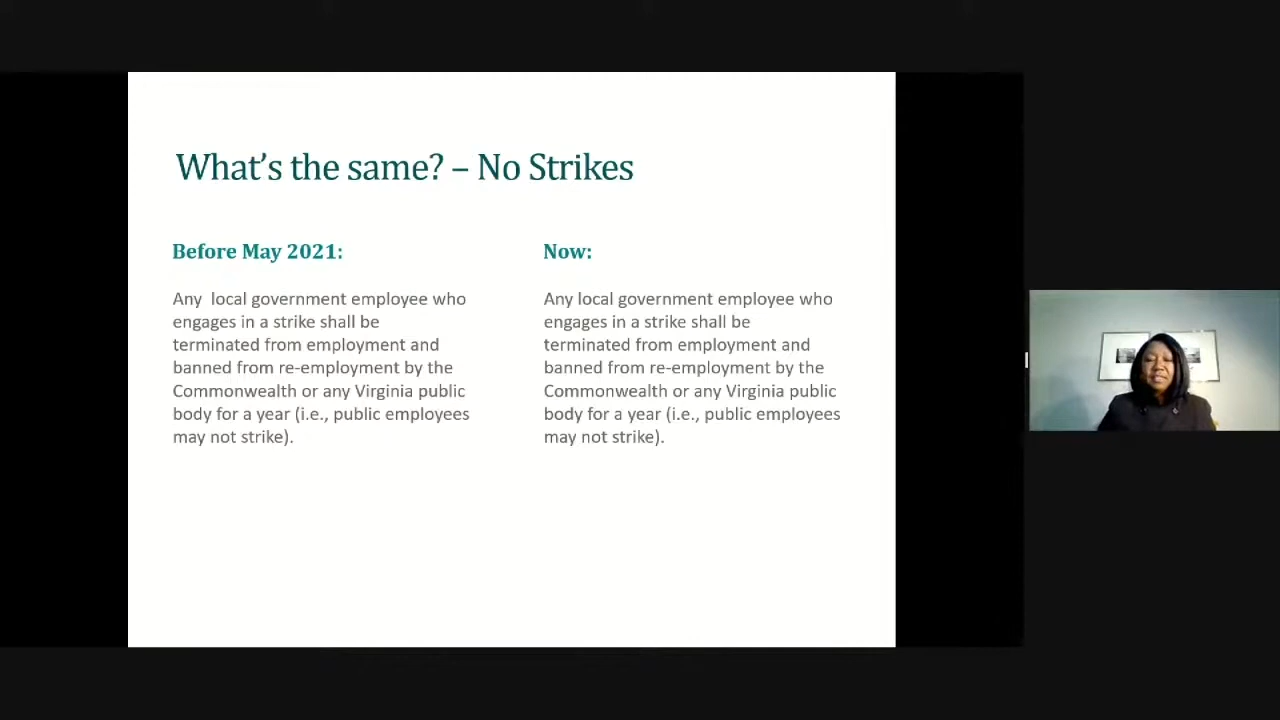 What's the same? – No Strikes
Before May 2021:
Any  local government employee who
engages in a strike shall be
terminated from employment and
banned from re-employment by the
Commonwealth or any Virginia public
body for a year (i.e., public employees
may not strike).
Now:
Any local government employee who
engages in a strike shall be
terminated from employment and
banned from re-employment by the
Commonwealth or any Virginia public
body for a year (i.e., public employees
may not strike).